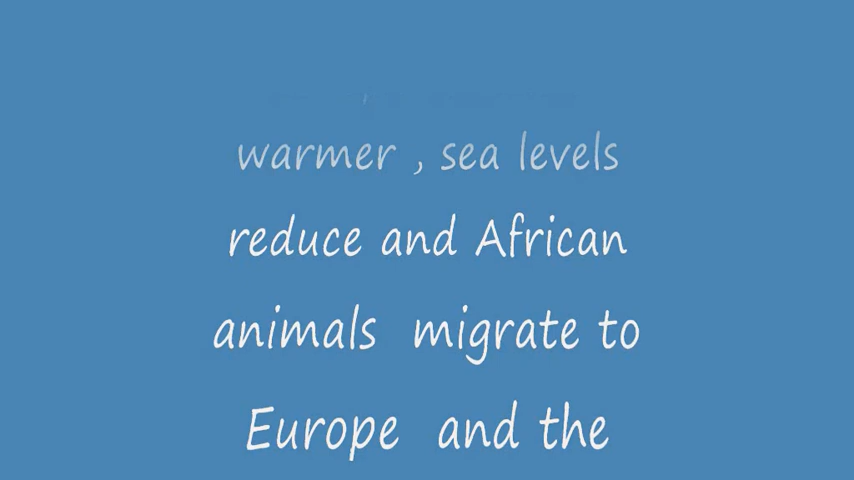 warmer , sea levels
reduce and African
animals migrate to
Europe and the